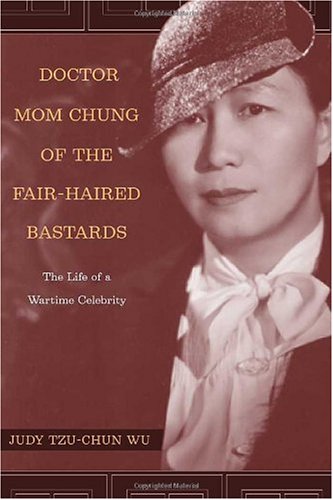 DOCTOR
MOM CHUNG
OF THE
FAIR-HAIRED
BASTARDS
The Life of a
Wartime Celebrity
JUDY TZU-CHUN WU